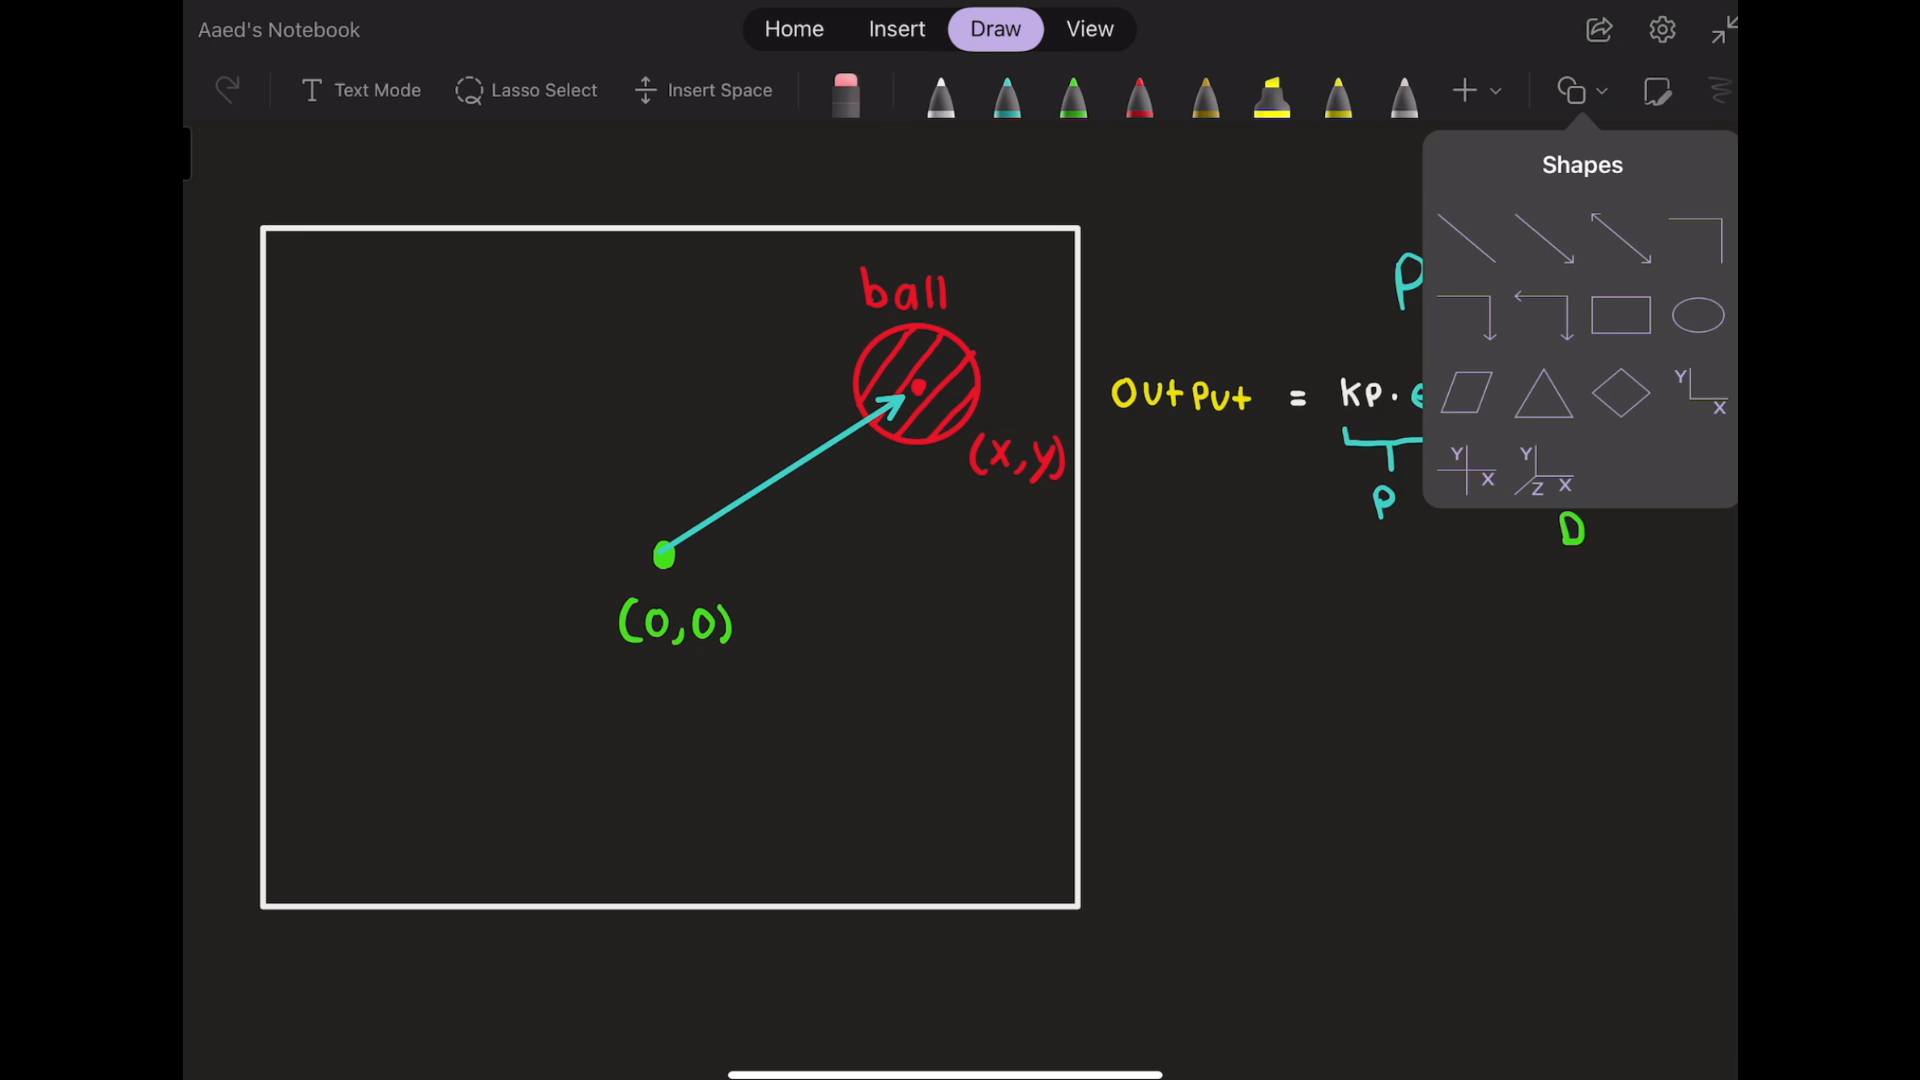 Aaed's Notebook
Home Insert Draw View
Text Mode Lasso Select Insert Space
Shapes
Y X
Y X Y Z X
ball
(x,y)
(0,0)
P
OutPut = KP · e
P
D